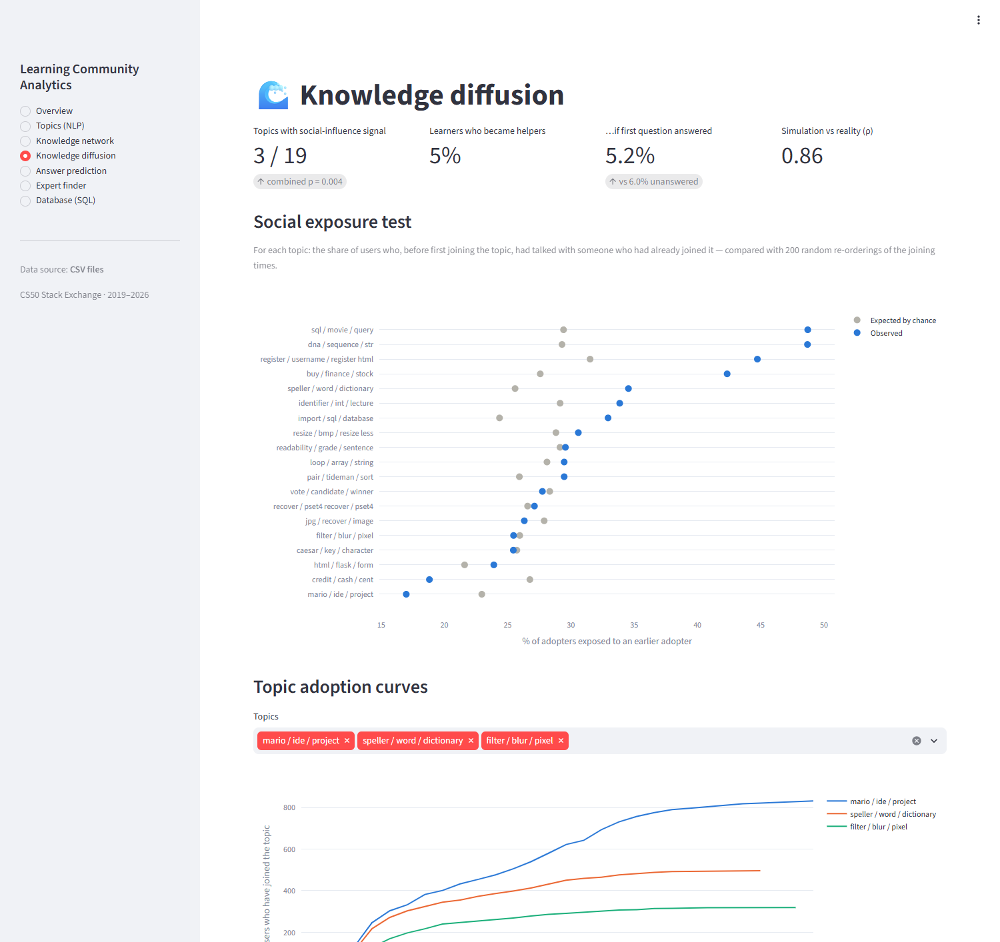 Learning Community
Analytics
Overview
Topics (NLP)
Knowledge network
Knowledge diffusion
Answer prediction
Expert finder
Database (SQL)
Data source: CSV files
CS50 Stack Exchange · 2019–2026
Knowledge diffusion
Topics with social-influence signal
3 / 19
↑ combined p = 0.004
Learners who became helpers
5%
…if first question answered
5.2%
↑ vs 6.0% unanswered
Simulation vs reality (ρ)
0.86
Social exposure test
For each topic: the share of users who, before first joining the topic, had talked with someone who had already joined it — compared with 200 random re-orderings of the joining
times.
Expected by chance
Observed
sql / movie / query
dna / sequence / str
register / username / register html
buy / finance / stock
speller / word / dictionary
identifier / int / lecture
import / sql / database
resize / bmp / resize less
readability / grade / sentence
loop / array / string
pair / tideman / sort
vote / candidate / winner
recover / pset4 recover / pset4
jpg / recover / image
filter / blur / pixel
caesar / key / character
html / flask / form
credit / cash / cent
mario / ide / project
15 20 25 30 35 40 45 50
% of adopters exposed to an earlier adopter
Topic adoption curves
Topics
mario / ide / project × speller / word / dictionary × filter / blur / pixel ×
800
600
400
200
who have joined the topic
mario / ide / project
speller / word / dictionary
filter / blur / pixel